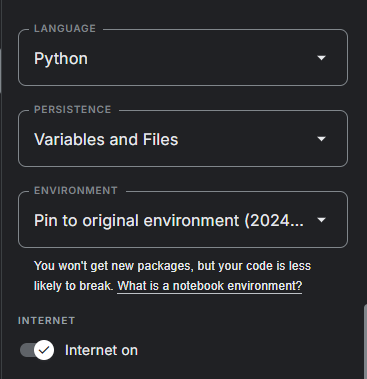 LANGUAGE
Python
PERSISTENCE
Variables and Files
ENVIRONMENT
Pin to original environment (2024...
You won't get new packages, but your code is less
likely to break. What is a notebook environment?
INTERNET
Internet on